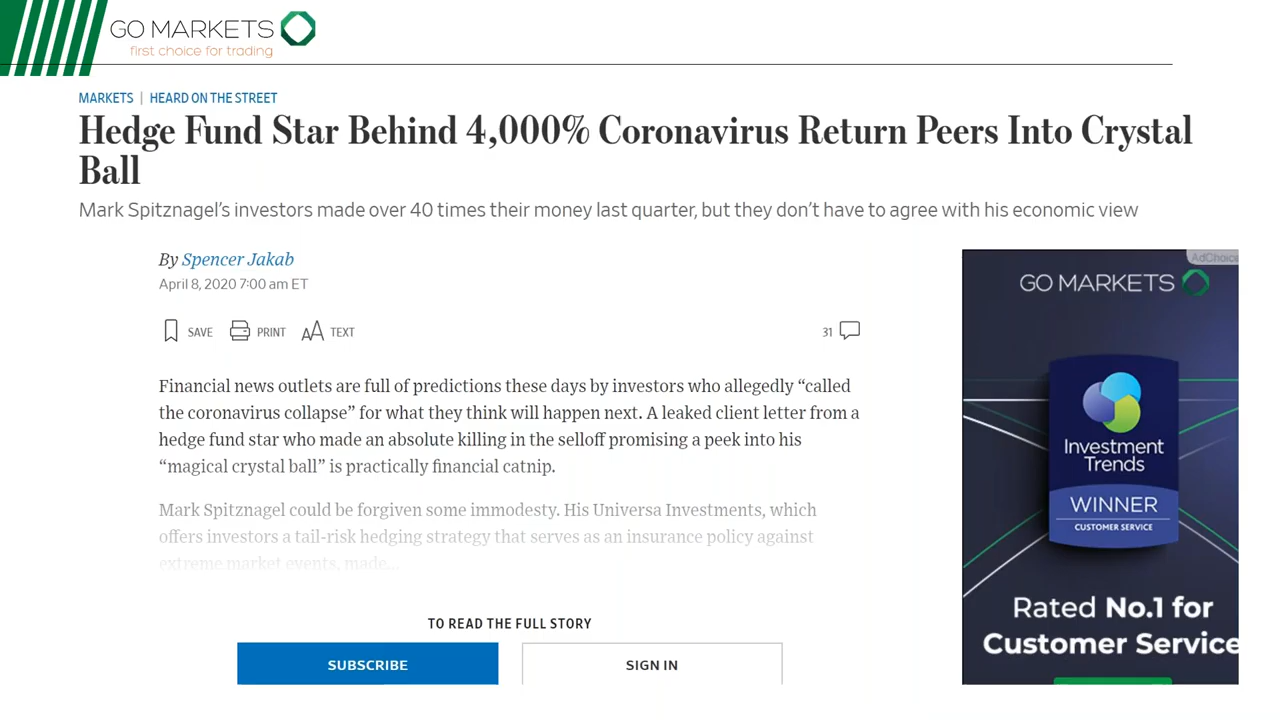 GO MARKETS
first choice for trading
MARKETS | HEARD ON THE STREET
Hedge Fund Star Behind 4,000% Coronavirus Return Peers Into Crystal
Ball
Mark Spitznagel’s investors made over 40 times their money last quarter, but they don’t have to agree with his economic view
By Spencer Jakab
April 8, 2020 7:00 am ET
SAVE PRINT AA TEXT
31
Financial news outlets are full of predictions these days by investors who allegedly “called
the coronavirus collapse” for what they think will happen next. A leaked client letter from a
hedge fund star who made an absolute killing in the selloff promising a peek into his
“magical crystal ball” is practically financial catnip.
Mark Spitznagel could be forgiven some immodesty. His Universa Investments, which
offers investors a tail-risk hedging strategy that serves as an insurance policy against
extreme market events, made...
TO READ THE FULL STORY
SUBSCRIBE
SIGN IN
AdChoice
GO MARKETS
Investment
Trends
WINNER
CUSTOMER SERVICE
Rated No.1 for
Customer Service